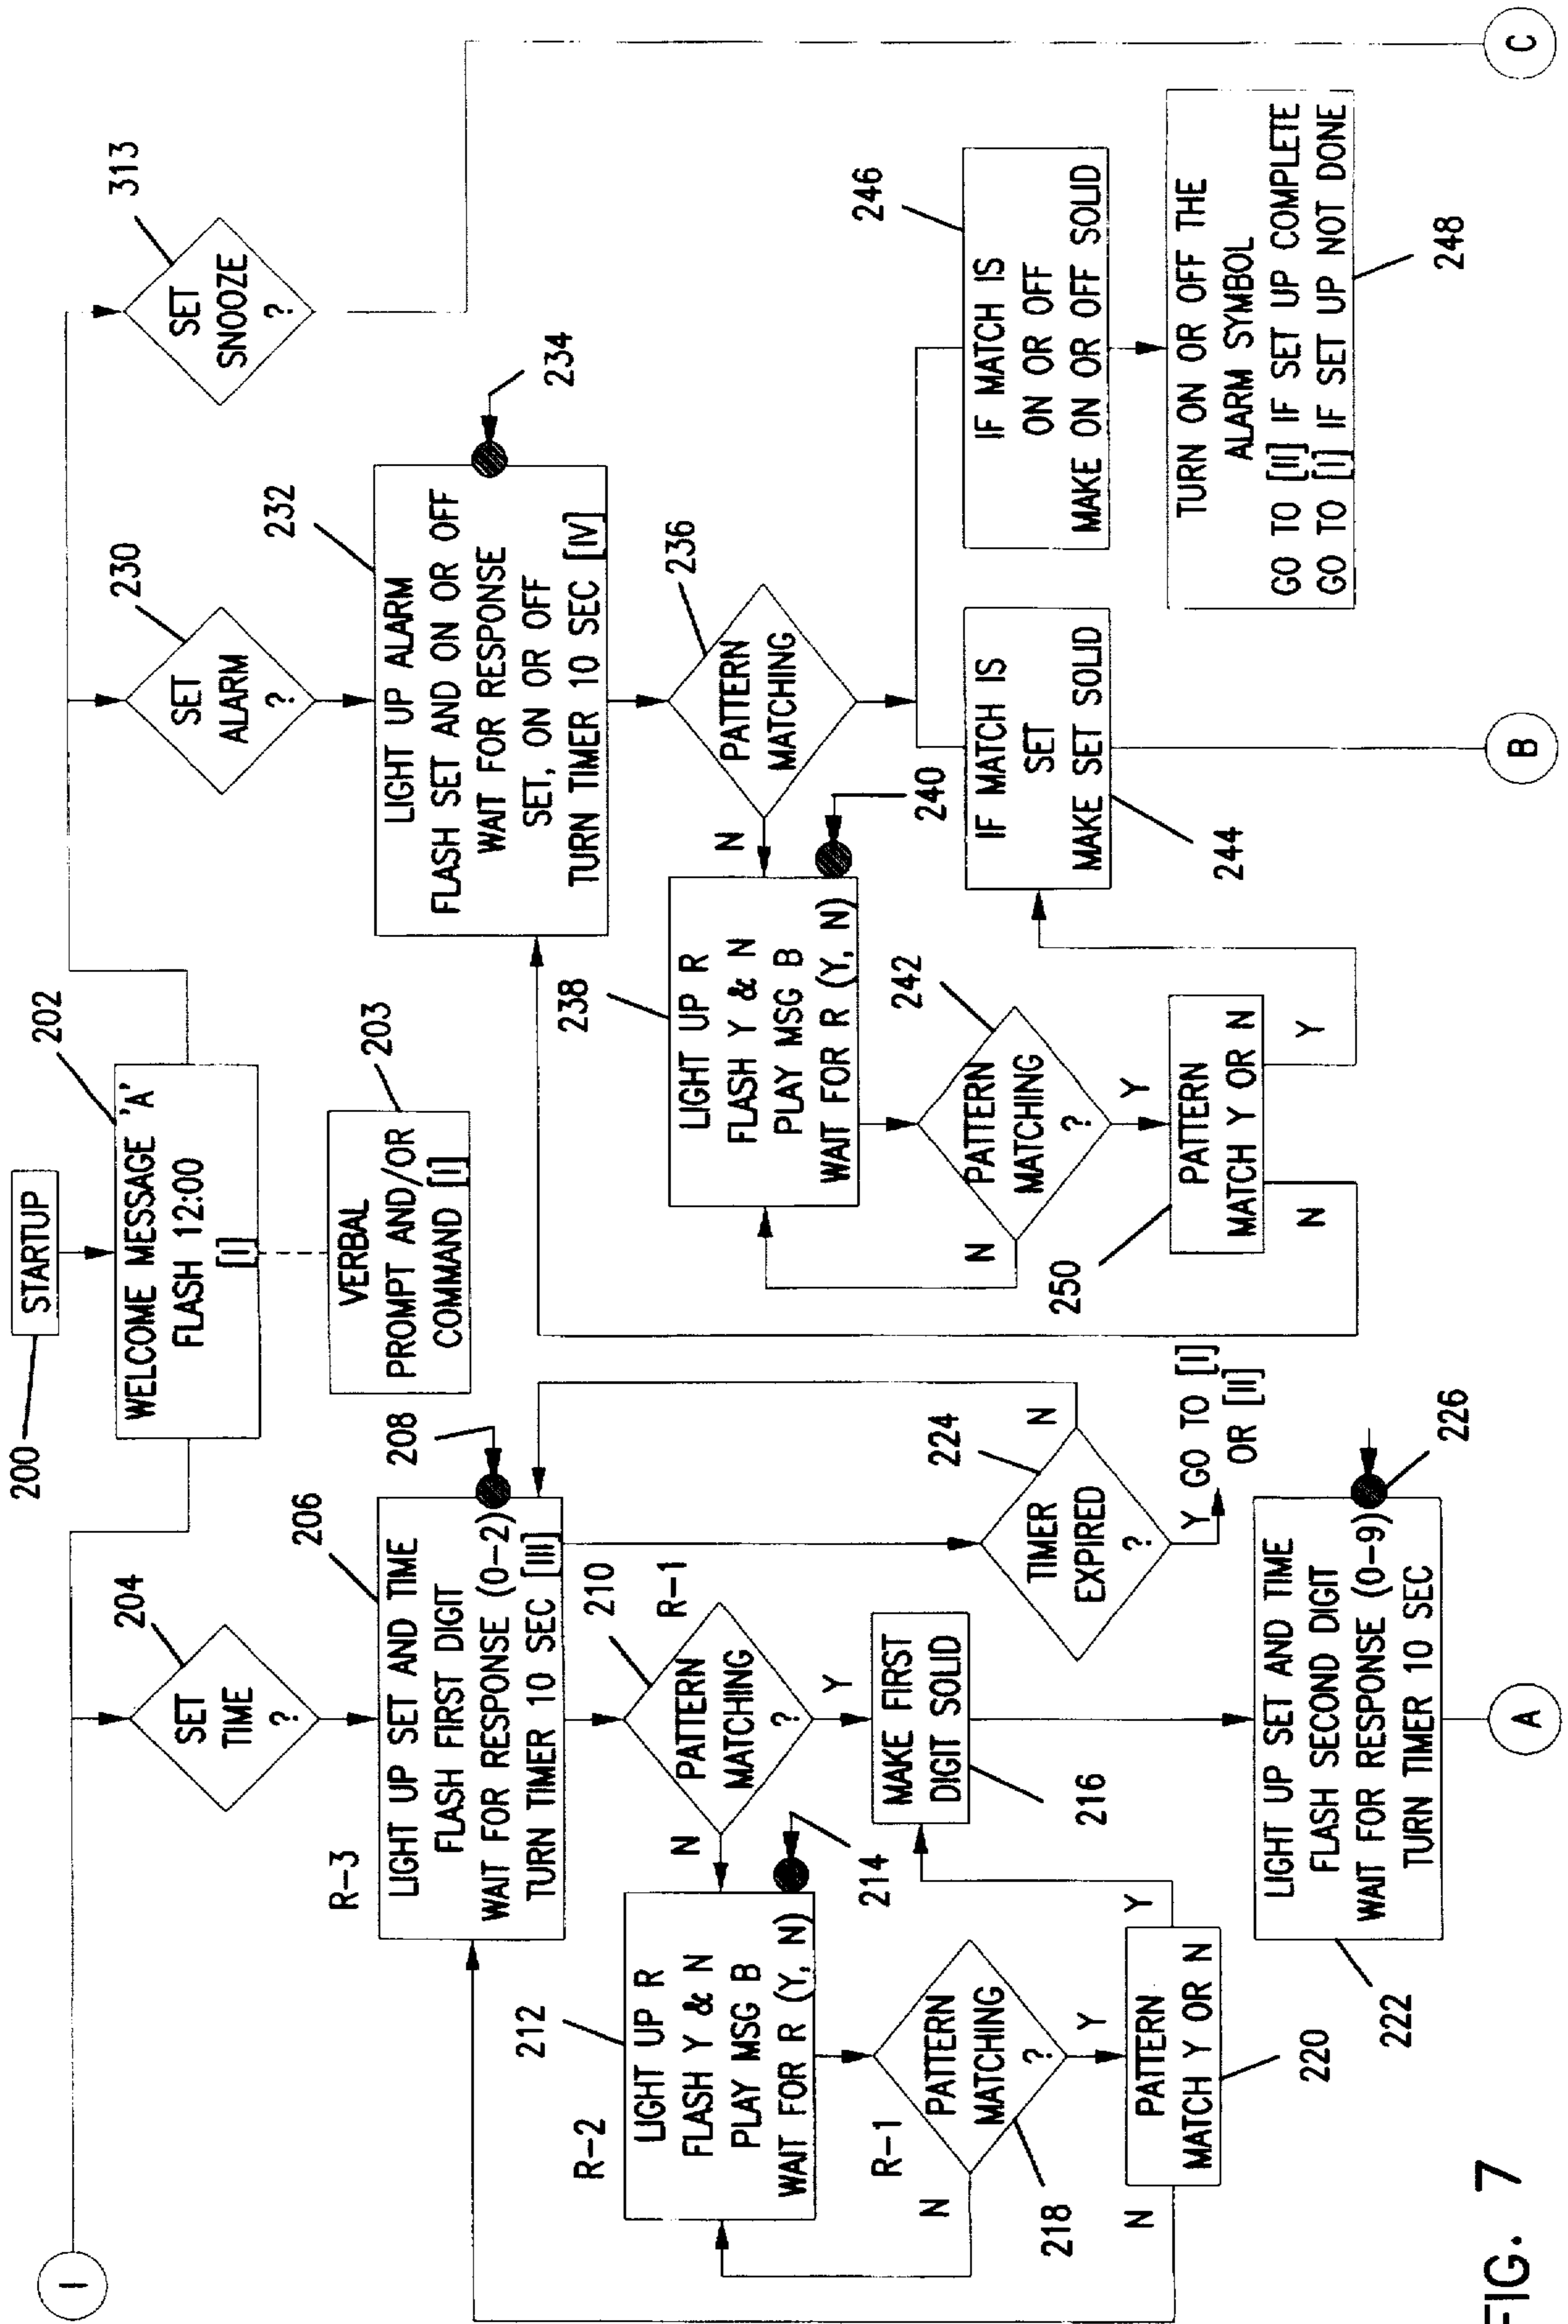 I
200
STARTUP
WELCOME MESSAGE 'A'
FLASH 12:00
[I]
202
VERBAL
PROMPT AND/OR
COMMAND [I]
203
SET
TIME
?
204
R-3
LIGHT UP SET AND TIME
FLASH FIRST DIGIT
WAIT FOR RESPONSE (0-2)
TURN TIMER 10 SEC [III]
206
208
PATTERN
MATCHING
?
210
R-1
N
Y
R-2
212
LIGHT UP R
FLASH Y & N
PLAY MSG B
WAIT FOR R (Y, N)
214
MAKE FIRST
DIGIT SOLID
216
R-1
PATTERN
MATCHING
?
218
N
Y
PATTERN
MATCH Y OR N
220
N
Y
TIMER
EXPIRED
?
224
N
Y GO TO [I]
OR [II]
LIGHT UP SET AND TIME
FLASH SECOND DIGIT
WAIT FOR RESPONSE (0-9)
TURN TIMER 10 SEC
222
226
A
SET
ALARM
?
230
LIGHT UP ALARM
FLASH SET AND ON OR OFF
WAIT FOR RESPONSE
SET, ON OR OFF
TURN TIMER 10 SEC [IV]
232
234
PATTERN
MATCHING
236
N
238
LIGHT UP R
FLASH Y & N
PLAY MSG B
WAIT FOR R (Y, N)
240
PATTERN
MATCHING
?
242
N
Y
250
PATTERN
MATCH Y OR N
N
Y
IF MATCH IS
SET
MAKE SET SOLID
244
B
IF MATCH IS
ON OR OFF
MAKE ON OR OFF SOLID
246
TURN ON OR OFF THE
ALARM SYMBOL
GO TO [II] IF SET UP COMPLETE
GO TO [I] IF SET UP NOT DONE
248
SET
SNOOZE
?
313
C
FIG. 7